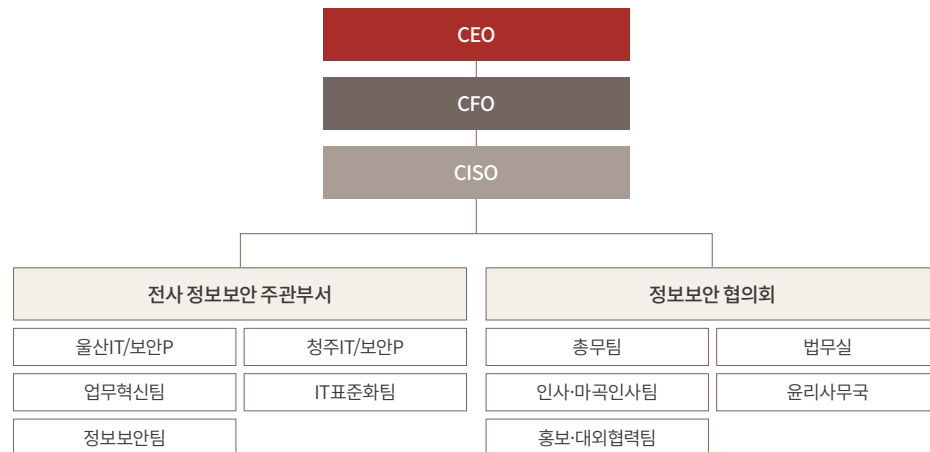 CEO
CFO
CISO
전사 정보보안 주관부서
울산IT/보안P
청주IT/보안P
업무혁신팀
IT표준화팀
정보보안팀
정보보안 협의회
총무팀
법무실
인사·마곡인사팀
윤리사무국
홍보·대외협력팀